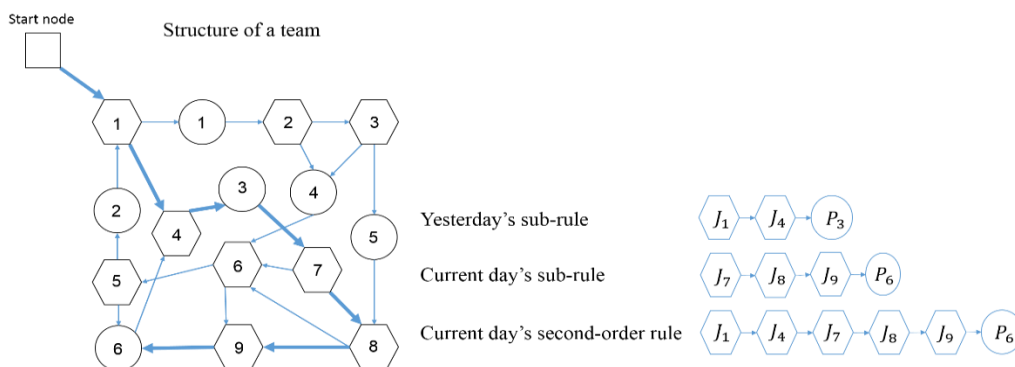 Start node
Structure of a team
1
1
2
3
3
4
2
4
5
6
7
5
6
9
8
Yesterday's sub-rule
J₁ J₄ P₃
Current day's sub-rule
J₇ J₈ J₉ P₆
Current day's second-order rule
J₁ J₄ J₇ J₈ J₉ P₆